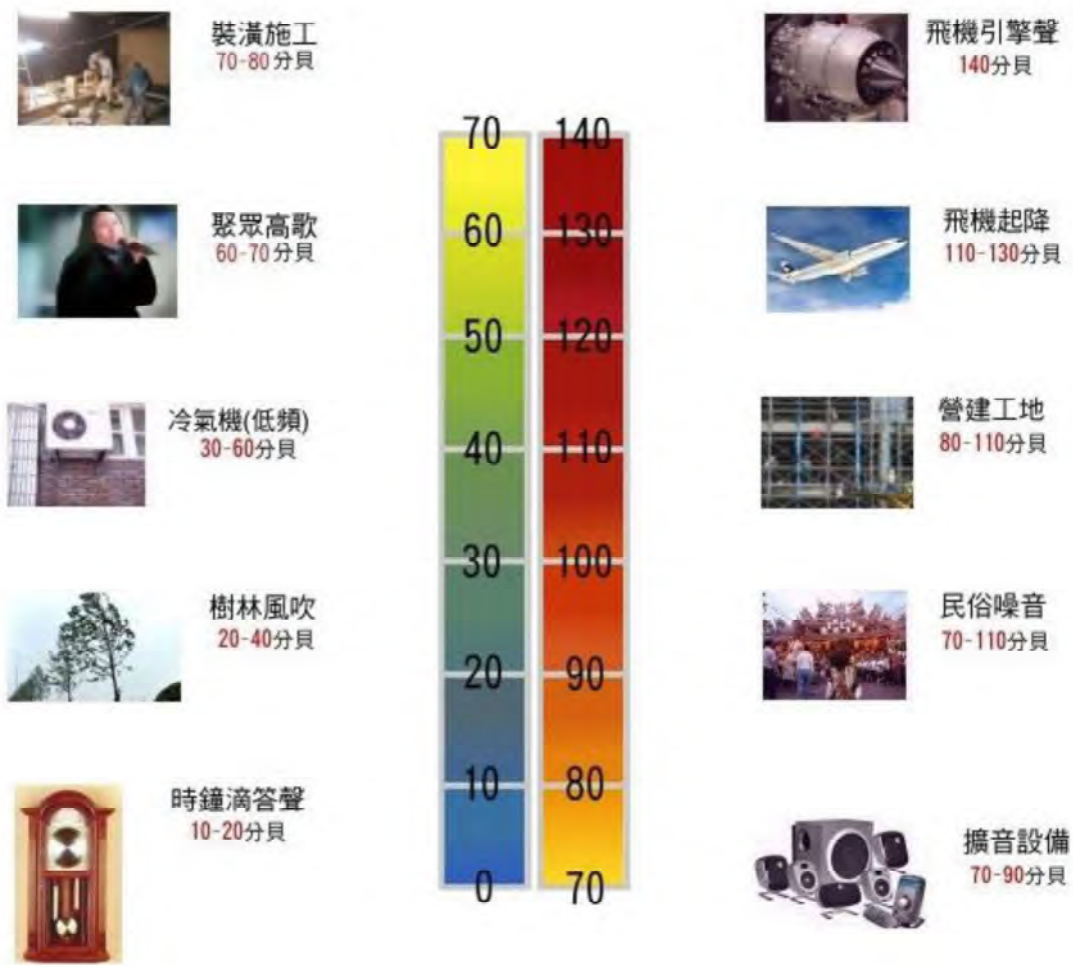 裝潢施工
70-80分貝
聚眾高歌
60-70分貝
冷氣機(低頻)
30-60分貝
樹林風吹
20-40分貝
時鐘滴答聲
10-20分貝
70
60
50
40
30
20
10
0
140
130
120
110
100
90
80
70
飛機引擎聲
140分貝
飛機起降
110-130分貝
營建工地
80-110分貝
民俗噪音
70-110分貝
擴音設備
70-90分貝